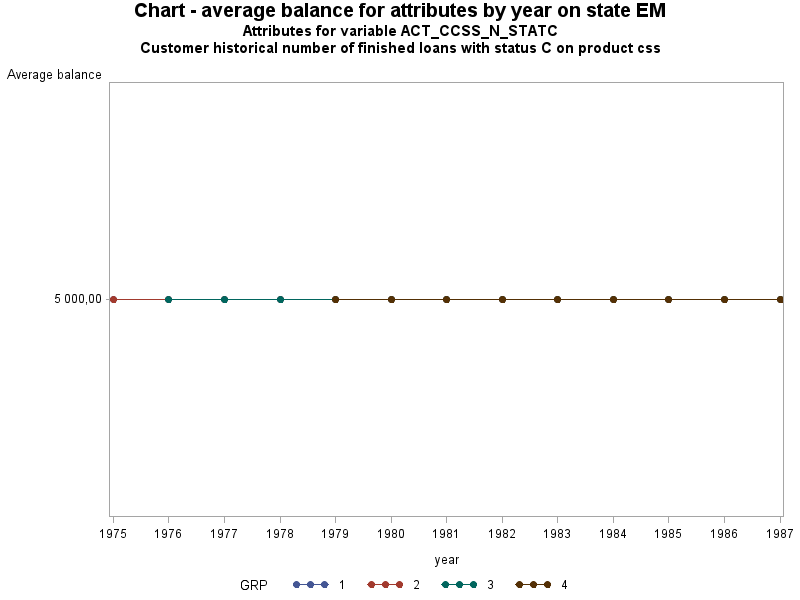 Chart - average balance for attributes by year on state EM
Attributes for variable ACT_CCSS_N_STATC
Customer historical number of finished loans with status C on product css
Average balance
5 000,00
1975 1976 1977 1978 1979 1980 1981 1982 1983 1984 1985 1986 1987
year
GRP 1 2 3 4